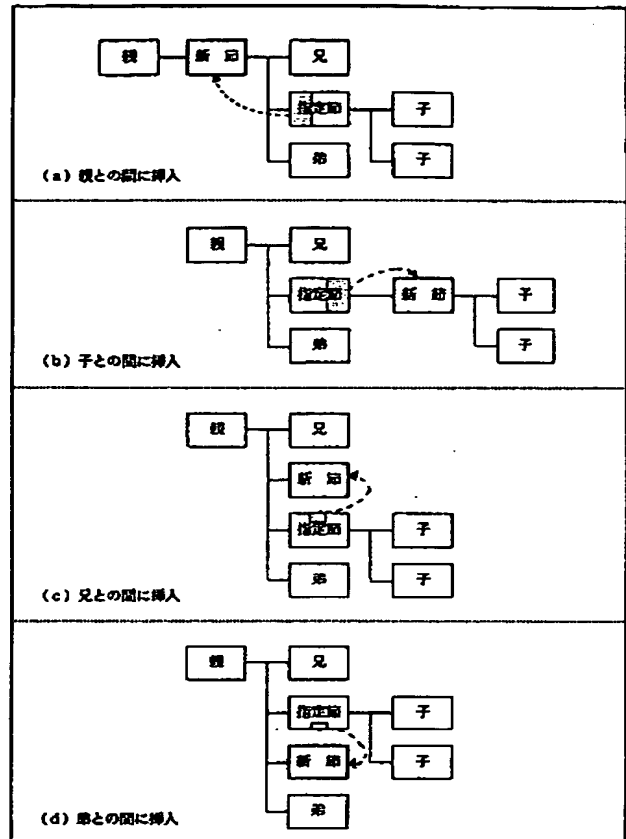 親 新 節 兄
指定節 子
弟 子
(a) 親との間に挿入
親 兄
指定節 新 節 子
弟 子
(b) 子との間に挿入
親 兄
新 節
指定節 子
弟 子
(c) 兄との間に挿入
親 兄
指定節 子
新 節 子
弟
(d) 弟との間に挿入